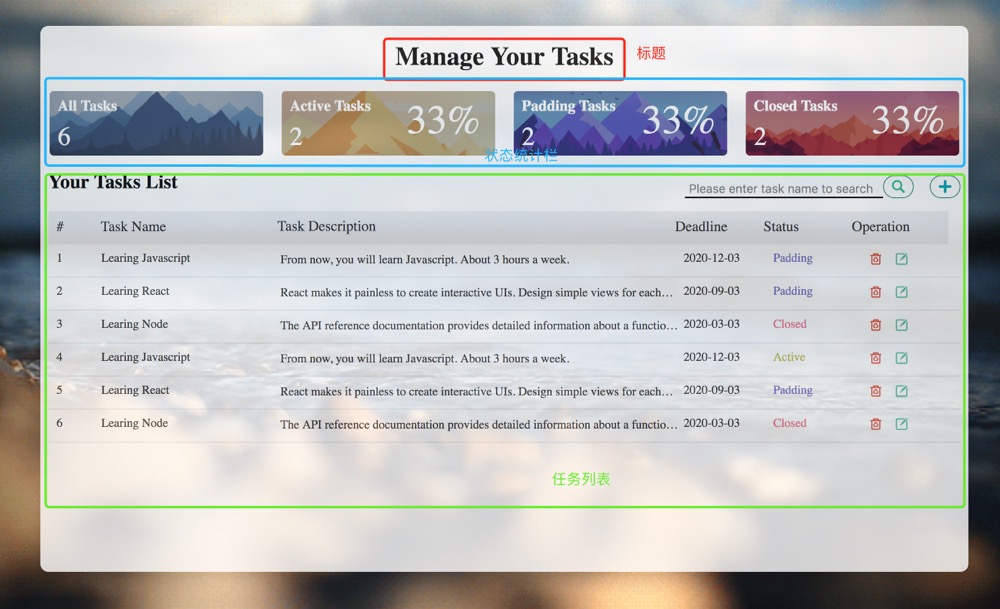 Manage Your Tasks 标题
All Tasks Active Tasks Padding Tasks Closed Tasks
6 2 33% 2 33% 2 33%
状态统计栏
Your Tasks List Please enter task name to search
# Task Name Task Description Deadline Status Operation
1 Learing Javascript From now, you will learn Javascript. About 3 hours a week. 2020-12-03 Padding
2 Learing React React makes it painless to create interactive UIs. Design simple views for each… 2020-09-03 Padding
3 Learing Node The API reference documentation provides detailed information about a functio… 2020-03-03 Closed
4 Learing Javascript From now, you will learn Javascript. About 3 hours a week. 2020-12-03 Active
5 Learing React React makes it painless to create interactive UIs. Design simple views for each… 2020-09-03 Padding
6 Learing Node The API reference documentation provides detailed information about a functio… 2020-03-03 Closed
任务列表